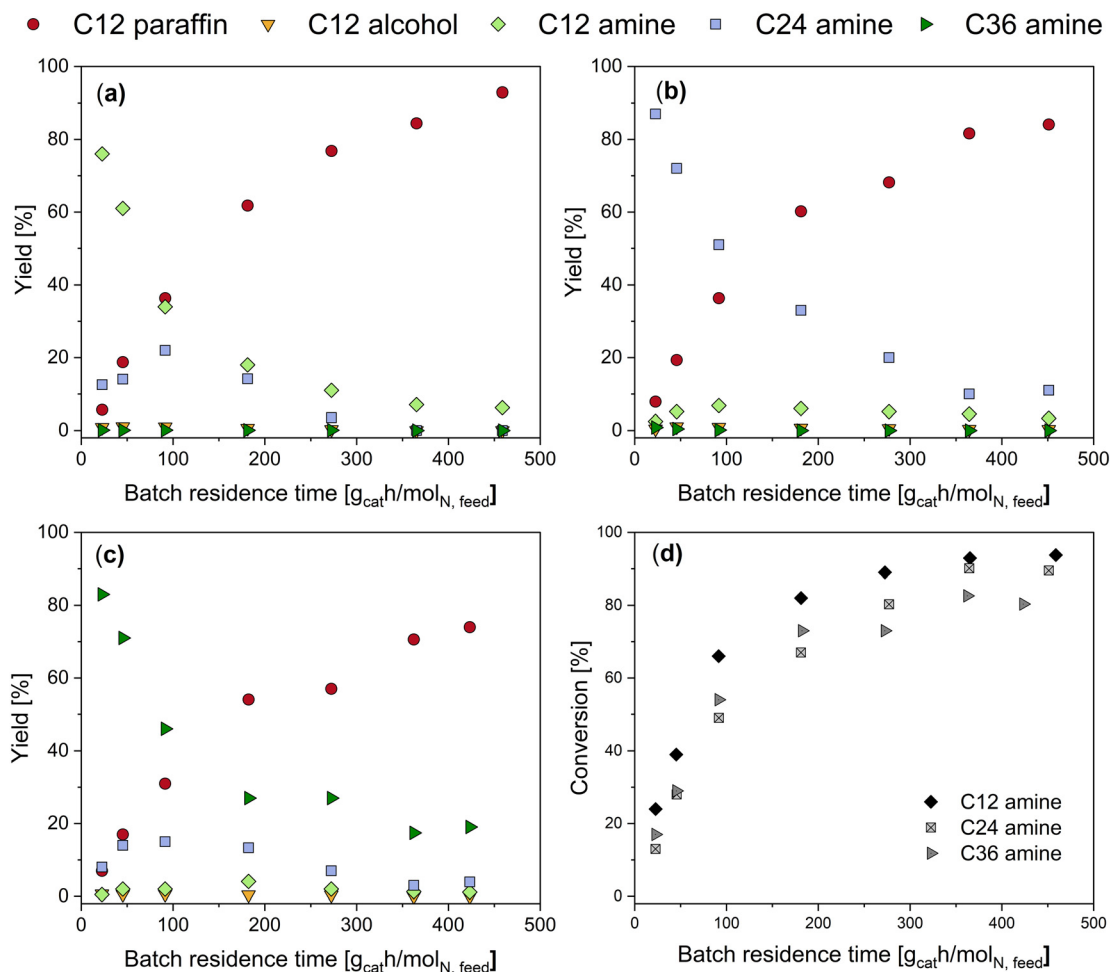 C12 paraffin C12 alcohol C12 amine C24 amine C36 amine
(a)
100
80
60
40
20
0
Yield [%]
0 100 200 300 400 500
Batch residence time [gcath/molN, feed]
(b)
100
80
60
40
20
0
Yield [%]
0 100 200 300 400 500
Batch residence time [gcath/molN, feed]
(c)
100
80
60
40
20
0
Yield [%]
0 100 200 300 400 500
Batch residence time [gcath/molN, feed]
(d)
100
80
60
40
20
0
Conversion [%]
C12 amine
C24 amine
C36 amine
0 100 200 300 400 500
Batch residence time [gcath/molN, feed]